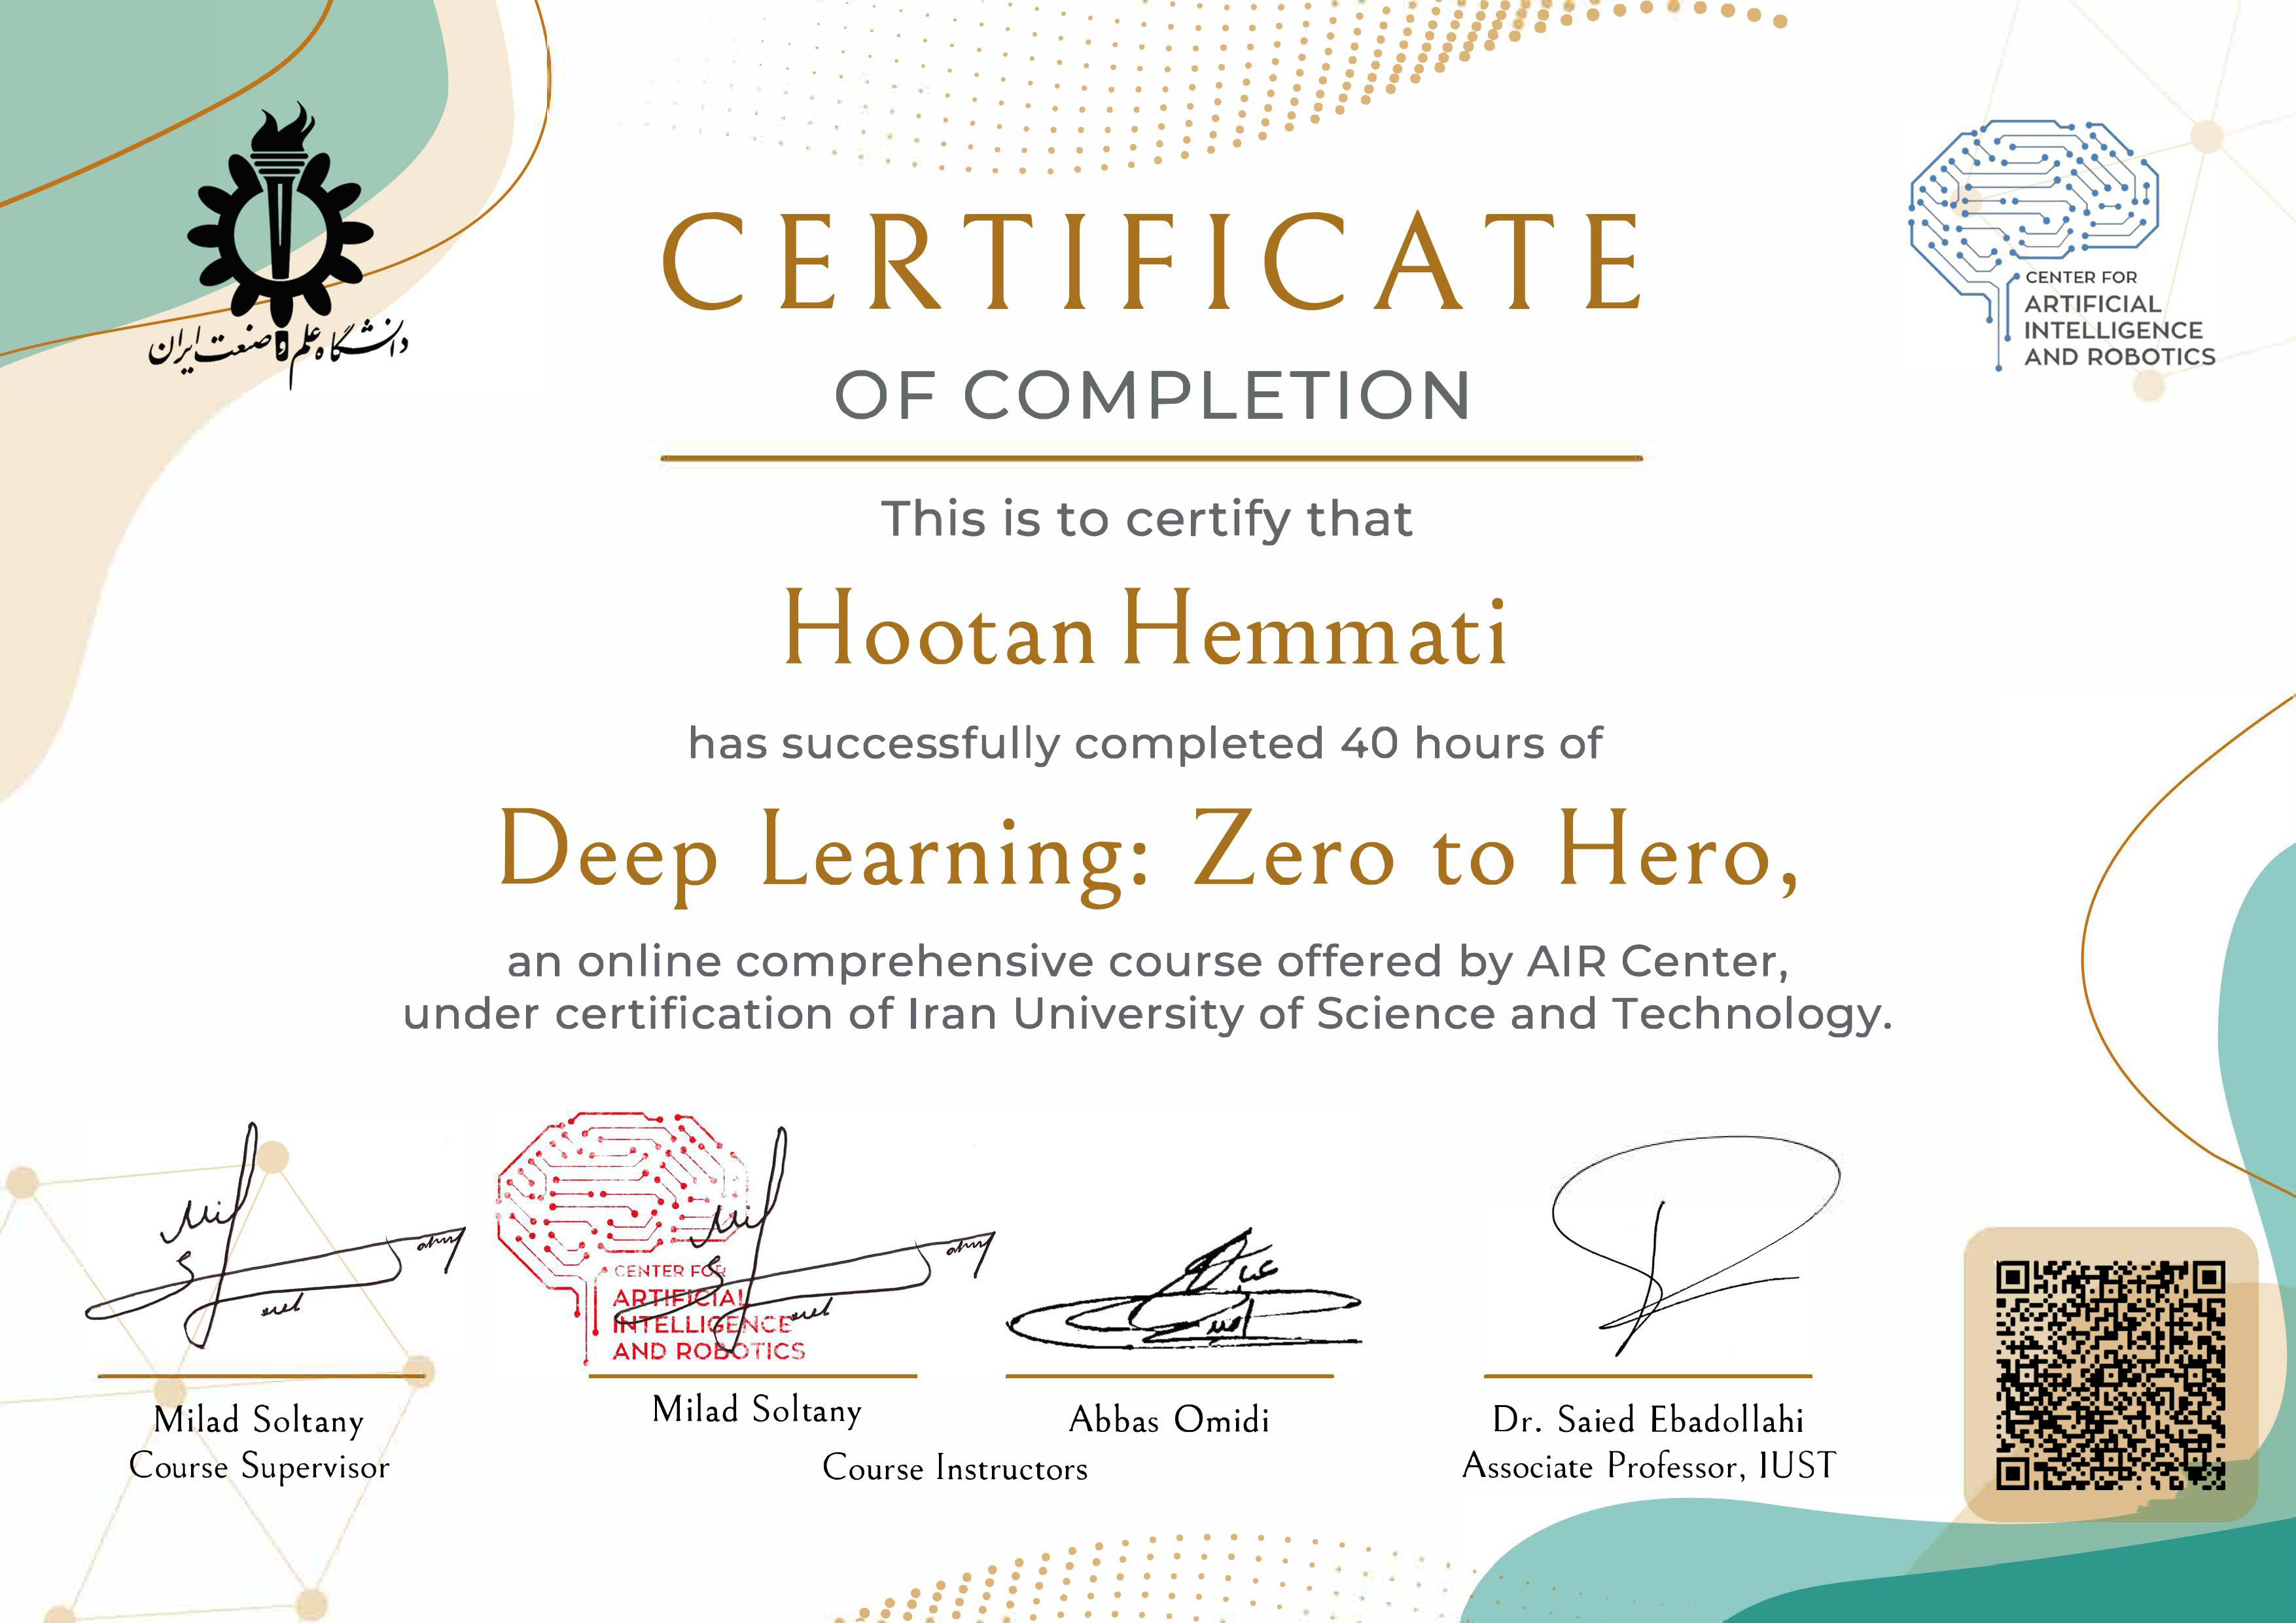 دانشگاه علم و صنعت ایران
CENTER FOR
ARTIFICIAL
INTELLIGENCE
AND ROBOTICS
CERTIFICATE
OF COMPLETION
This is to certify that
Hootan Hemmati
has successfully completed 40 hours of
Deep Learning: Zero to Hero,
an online comprehensive course offered by AIR Center,
under certification of Iran University of Science and Technology.
CENTER FOR
ARTIFICIAL
INTELLIGENCE
AND ROBOTICS
Milad Soltany
Course Supervisor
Milad Soltany
Abbas Omidi
Course Instructors
Dr. Saied Ebadollahi
Associate Professor, IUST